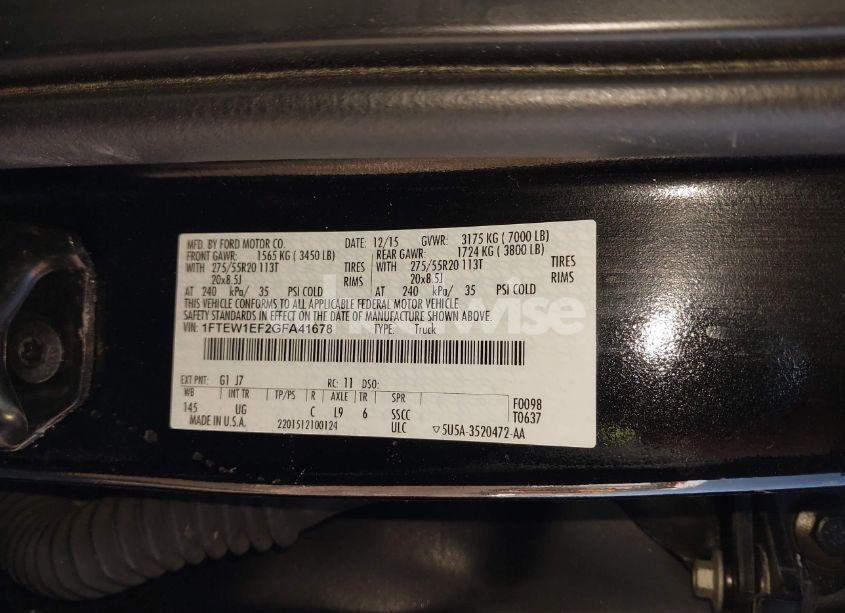 MFD. BY FORD MOTOR CO. DATE: 12/15 GVWR: 3175 KG ( 7000 LB)
FRONT GAWR: 1565 KG ( 3450 LB) REAR GAWR: 1724 KG ( 3800 LB)
WITH 275/55R20 113T TIRES WITH 275/55R20 113T TIRES
20x8.5J RIMS 20x8.5J RIMS
AT 240 kPa/ 35 PSI COLD AT 240 kPa/ 35 PSI COLD
THIS VEHICLE CONFORMS TO ALL APPLICABLE FEDERAL MOTOR VEHICLE
SAFETY STANDARDS IN EFFECT ON THE DATE OF MANUFACTURE SHOWN ABOVE.
VIN: 1FTEW1EF2GFA41678 TYPE: Truck
EXT PNT: G1 J7 RC: 11 DSO:
WB INT TR TP/PS R AXLE TR SPR F0098
145 UG C L9 6 SSCC T0637
MADE IN U.S.A. 2201512100124 ULC ▽5U5A-3520472-AA